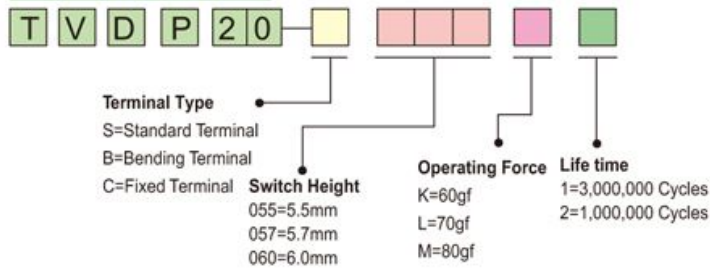 TVDP20-
Terminal Type
S=Standard Terminal
B=Bending Terminal
C=Fixed Terminal
Switch Height
055=5.5mm
057=5.7mm
060=6.0mm
Operating Force
K=60gf
L=70gf
M=80gf
Life time
1=3,000,000 Cycles
2=1,000,000 Cycles